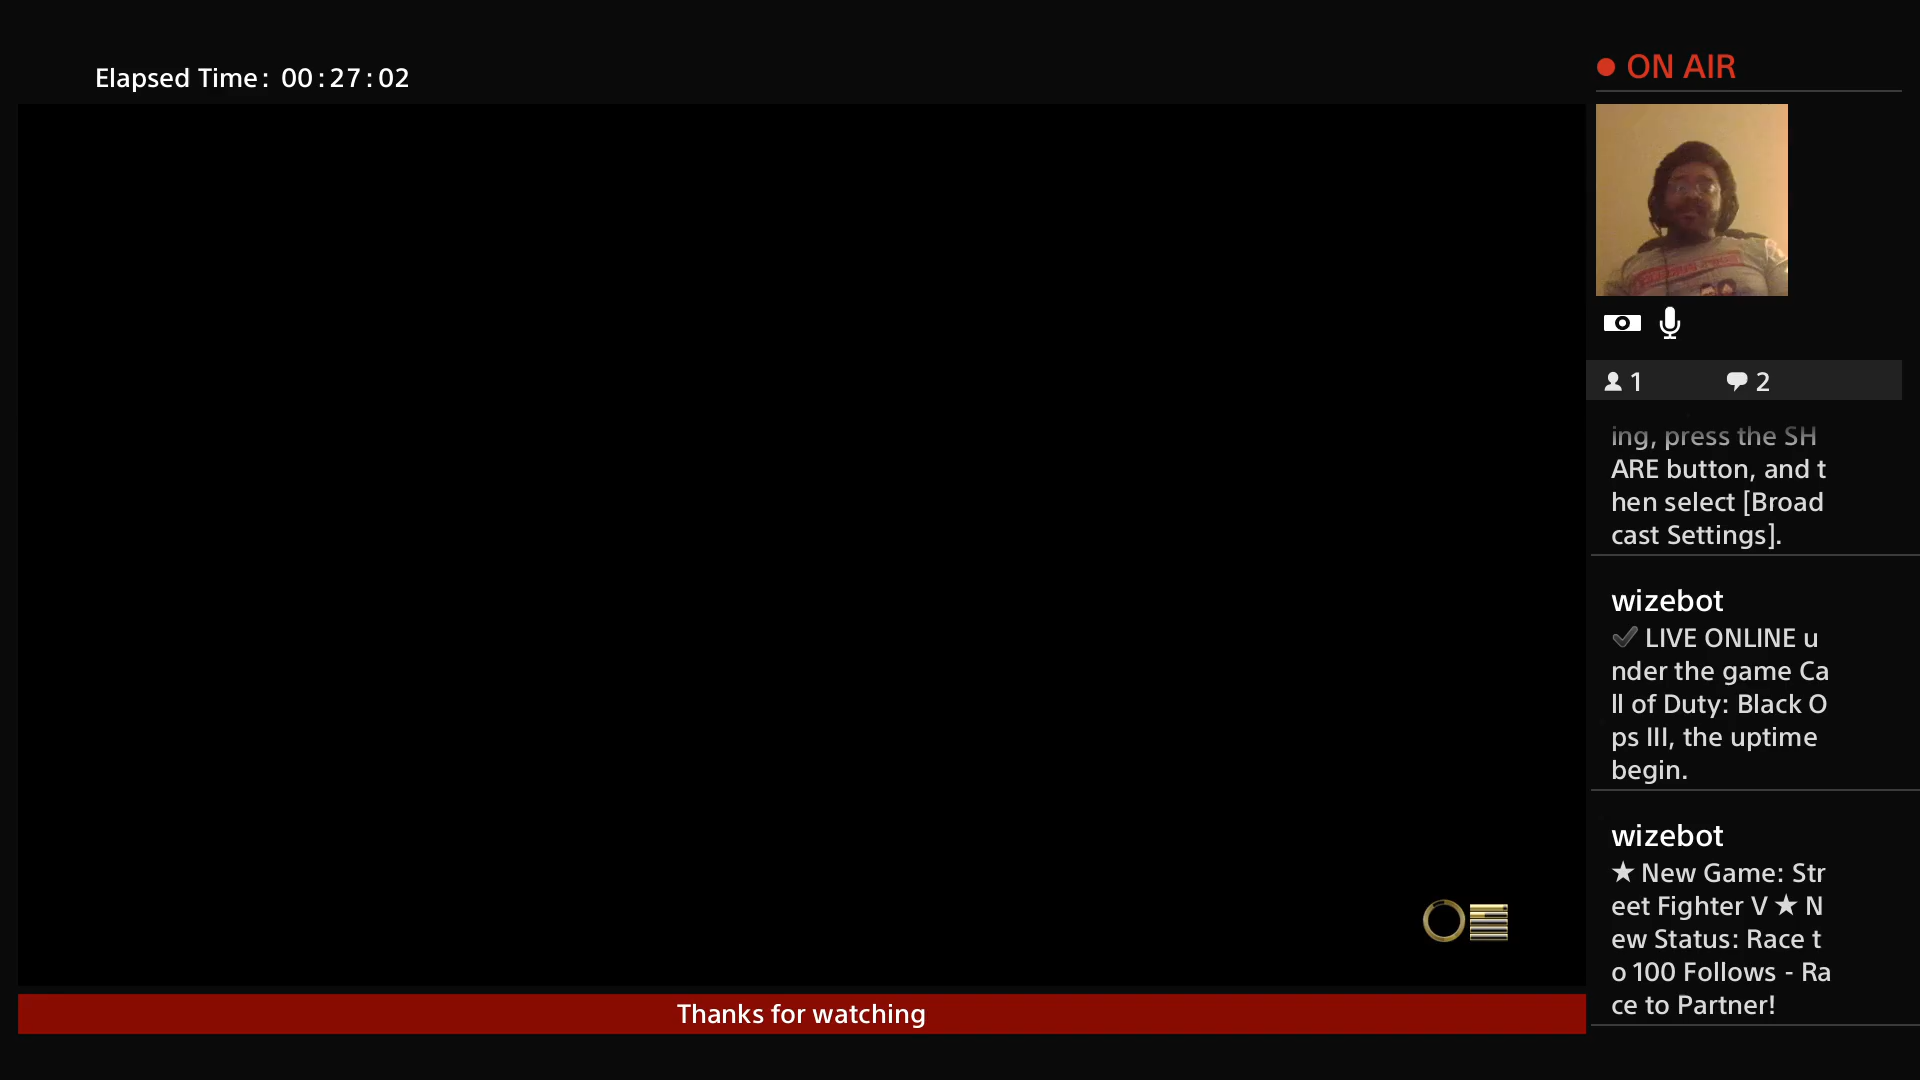 Elapsed Time: 00:27:02
ON AIR
1
2
ing, press the SH
ARE button, and t
hen select [Broad
cast Settings].
wizebot
✓ LIVE ONLINE u
nder the game Ca
ll of Duty: Black O
ps III, the uptime
begin.
wizebot
★ New Game: Str
eet Fighter V ★ N
ew Status: Race t
o 100 Follows - Ra
ce to Partner!
Thanks for watching